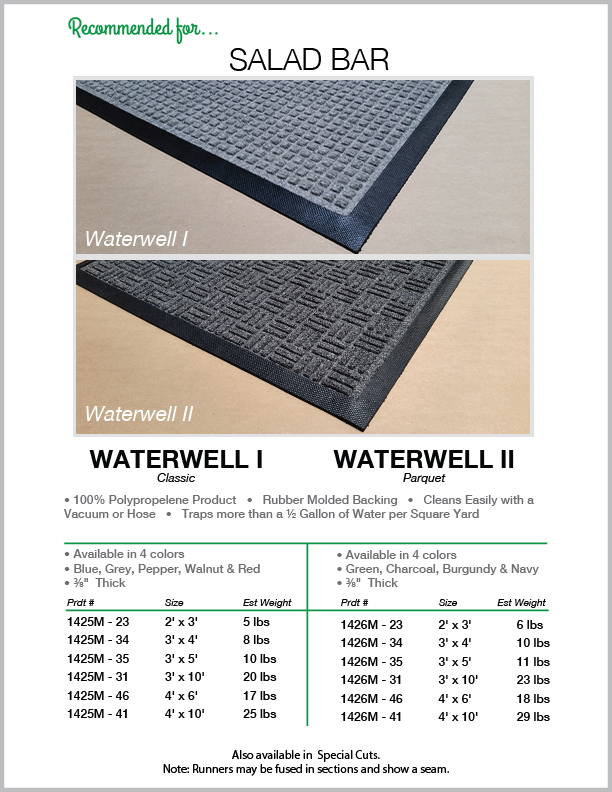 Recommended for...
SALAD BAR
Waterwell I
Waterwell II
WATERWELL I
Classic
WATERWELL II
Parquet
• 100% Polypropelene Product • Rubber Molded Backing • Cleans Easily with a
Vacuum or Hose • Traps more than a ½ Gallon of Water per Square Yard
• Available in 4 colors
• Blue, Grey, Pepper, Walnut & Red
• ⅜" Thick
Prdt # Size Est Weight
1425M - 23 2' x 3' 5 lbs
1425M - 34 3' x 4' 8 lbs
1425M - 35 3' x 5' 10 lbs
1425M - 31 3' x 10' 20 lbs
1425M - 46 4' x 6' 17 lbs
1425M - 41 4' x 10' 25 lbs
• Available in 4 colors
• Green, Charcoal, Burgundy & Navy
• ⅜" Thick
Prdt # Size Est Weight
1426M - 23 2' x 3' 6 lbs
1426M - 34 3' x 4' 10 lbs
1426M - 35 3' x 5' 11 lbs
1426M - 31 3' x 10' 23 lbs
1426M - 46 4' x 6' 18 lbs
1426M - 41 4' x 10' 29 lbs
Also available in Special Cuts.
Note: Runners may be fused in sections and show a seam.